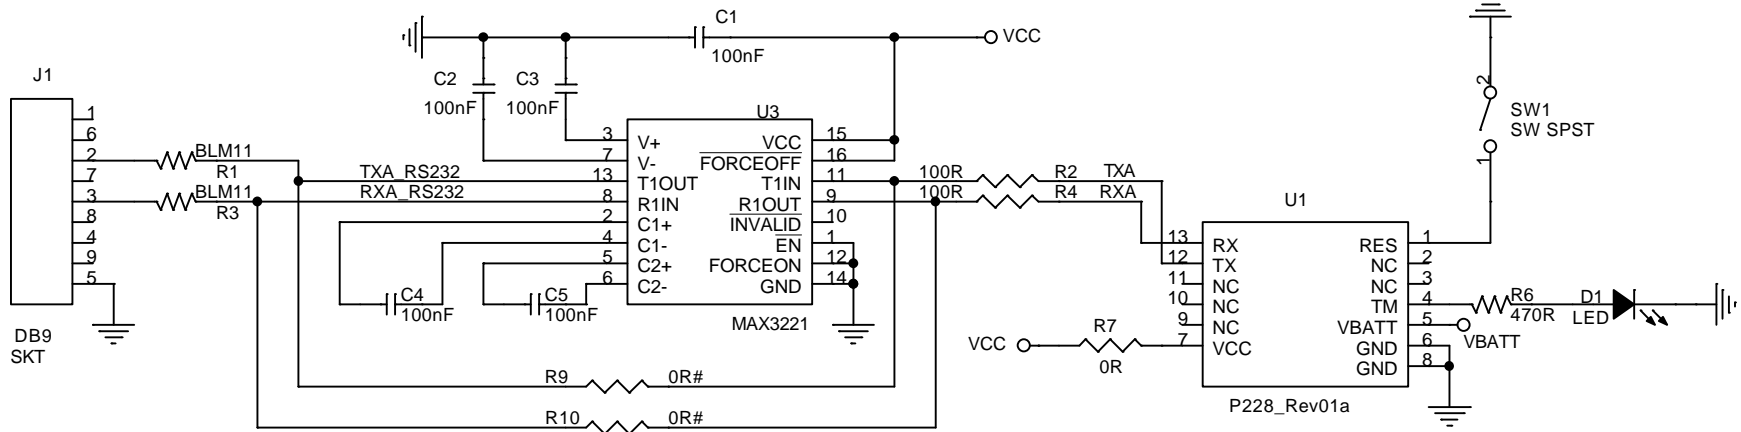 C1
VCC
100nF
J1
C2
C3
100nF
100nF
2
SW1
SW SPST
1
DB9
SKT
1
6
2
7
3
8
4
9
5
BLM11
R1
BLM11
R3
TXA_RS232
RXA_RS232
U3
3 V+
7 V-
13 T1OUT
8 R1IN
2 C1+
4 C1-
5 C2+
6 C2-
VCC 15
FORCEOFF 16
T1IN 11
R1OUT 9
INVALID 10
EN 1
FORCEON 12
GND 14
MAX3221
C4
100nF
C5
100nF
100R R2 TXA
100R R4 RXA
U1
13 RX
12 TX
11 NC
10 NC
9 NC
7 VCC
RES 1
NC 2
NC 3
TM 4
VBATT 5
GND 6
GND 8
P228_Rev01a
R6
470R
D1
LED
VBATT
VCC
R7
0R
R9 0R#
R10 0R#